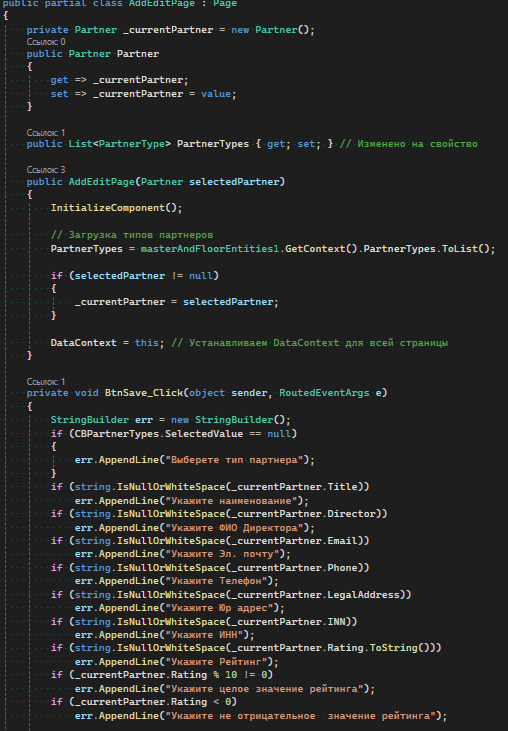 public partial class AddEditPage : Page
{
private Partner _currentPartner = new Partner();
Ссылок: 0
public Partner Partner
{
get => _currentPartner;
set => _currentPartner = value;
}
Ссылок: 1
public List<PartnerType> PartnerTypes { get; set; } // Изменено на свойство
Ссылок: 3
public AddEditPage(Partner selectedPartner)
{
InitializeComponent();
// Загрузка типов партнеров
PartnerTypes = masterAndFloorEntities1.GetContext().PartnerTypes.ToList();
if (selectedPartner != null)
{
_currentPartner = selectedPartner;
}
DataContext = this; // Устанавливаем DataContext для всей страницы
}
Ссылок: 1
private void BtnSave_Click(object sender, RoutedEventArgs e)
{
StringBuilder err = new StringBuilder();
if (CBPartnerTypes.SelectedValue == null)
{
err.AppendLine("Выберете тип партнера");
}
if (string.IsNullOrWhiteSpace(_currentPartner.Title))
err.AppendLine("Укажите наименование");
if (string.IsNullOrWhiteSpace(_currentPartner.Director))
err.AppendLine("Укажите ФИО Директора");
if (string.IsNullOrWhiteSpace(_currentPartner.Email))
err.AppendLine("Укажите Эл. почту");
if (string.IsNullOrWhiteSpace(_currentPartner.Phone))
err.AppendLine("Укажите Телефон");
if (string.IsNullOrWhiteSpace(_currentPartner.LegalAddress))
err.AppendLine("Укажите Юр адрес");
if (string.IsNullOrWhiteSpace(_currentPartner.INN))
err.AppendLine("Укажите ИНН");
if (string.IsNullOrWhiteSpace(_currentPartner.Rating.ToString()))
err.AppendLine("Укажите Рейтинг");
if (_currentPartner.Rating % 10 != 0)
err.AppendLine("Укажите целое значение рейтинга");
if (_currentPartner.Rating < 0)
err.AppendLine("Укажите не отрицательное  значение рейтинга");